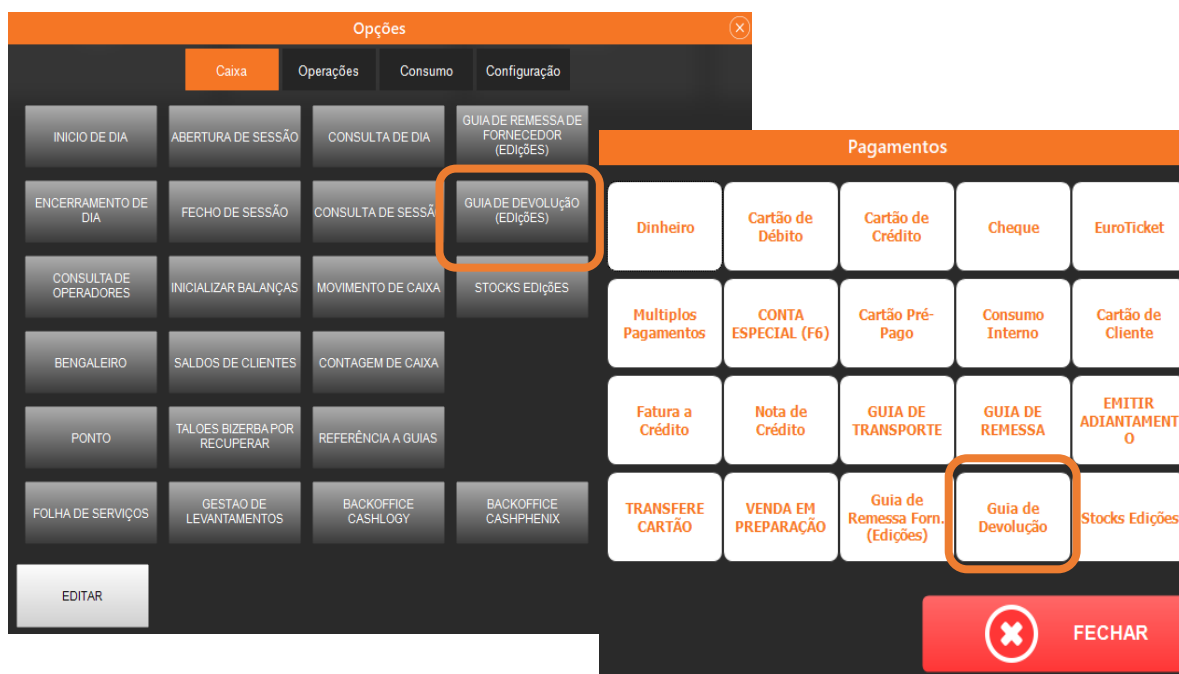 Opções
Caixa
Operações
Consumo
Configuração
INICIO DE DIA
ABERTURA DE SESSÃO
CONSULTA DE DIA
GUIA DE REMESSA DE
FORNECEDOR
(EDIçõES)
ENCERRAMENTO DE
DIA
FECHO DE SESSÃO
CONSULTA DE SESSÃ
GUIA DE DEVOLUçãO
(EDIçõES)
CONSULTA DE
OPERADORES
INICIALIZAR BALANÇAS
MOVIMENTO DE CAIXA
STOCKS EDIçõES
BENGALEIRO
SALDOS DE CLIENTES
CONTAGEM DE CAIXA
PONTO
TALOES BIZERBA POR
RECUPERAR
REFERÊNCIA A GUIAS
FOLHA DE SERVIÇOS
GESTAO DE
LEVANTAMENTOS
BACKOFFICE
CASHLOGY
BACKOFFICE
CASHPHENIX
EDITAR
Pagamentos
Dinheiro
Cartão de
Débito
Cartão de
Crédito
Cheque
EuroTicket
Multiplos
Pagamentos
CONTA
ESPECIAL (F6)
Cartão Pré-
Pago
Consumo
Interno
Cartão de
Cliente
Fatura a
Crédito
Nota de
Crédito
GUIA DE
TRANSPORTE
GUIA DE
REMESSA
EMITIR
ADIANTAMENT
O
TRANSFERE
CARTÃO
VENDA EM
PREPARAÇÃO
Guia de
Remessa Forn.
(Edições)
Guia de
Devolução
Stocks Edições
FECHAR